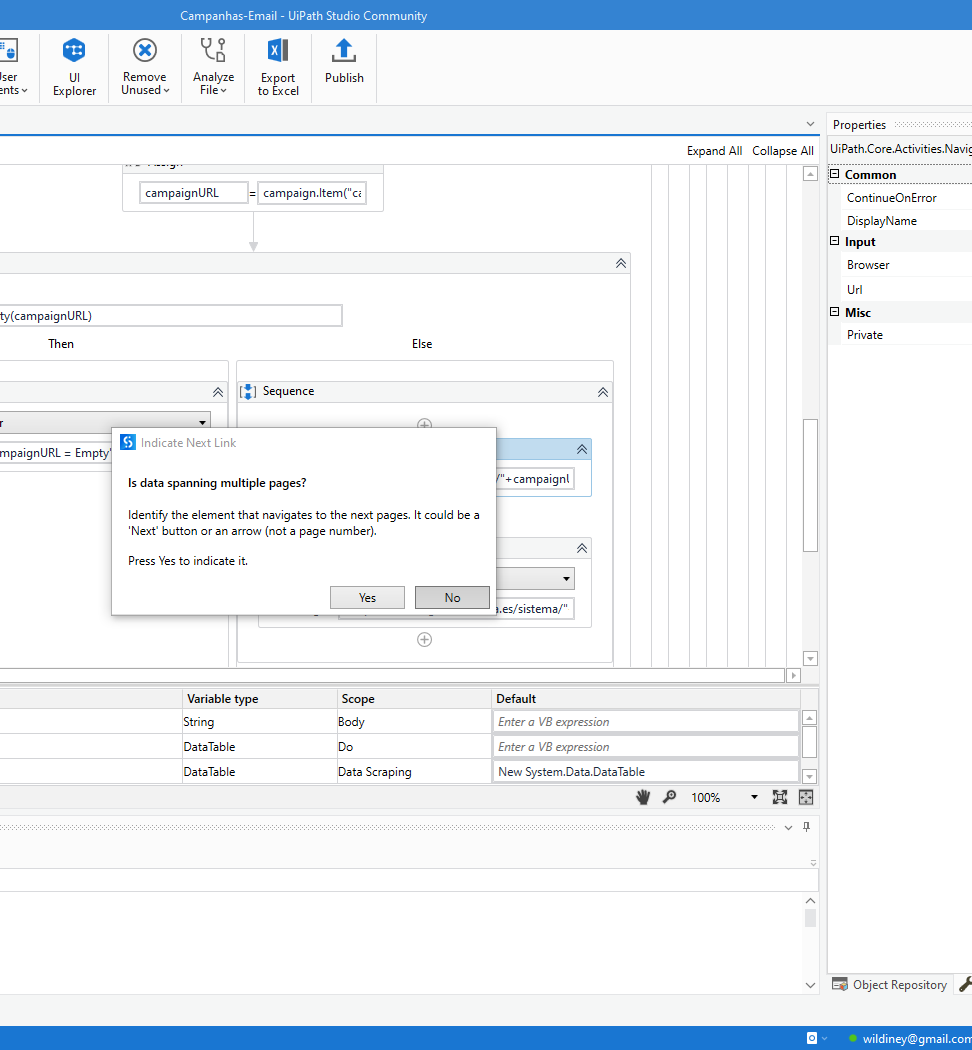 Campanhas-Email - UiPath Studio Community
UI
Explorer
Remove
Unused
Analyze
File
Export
to Excel
Publish
Properties
Expand All
Collapse All
UiPath.Core.Activities.Navig
Common
ContinueOnError
DisplayName
Input
Browser
Url
Misc
Private
campaignURL
=
campaign.Item("ca
ty(campaignURL)
Then
Else
Sequence
mpaignURL = Empty"
/"+campaignU
Indicate Next Link
Is data spanning multiple pages?
Identify the element that navigates to the next pages. It could be a
'Next' button or an arrow (not a page number).
Press Yes to indicate it.
Yes
No
a.es/sistema/"
Variable type
Scope
Default
String
Body
Enter a VB expression
DataTable
Do
Enter a VB expression
DataTable
Data Scraping
New System.Data.DataTable
100%
Object Repository
wildiney@gmail.com